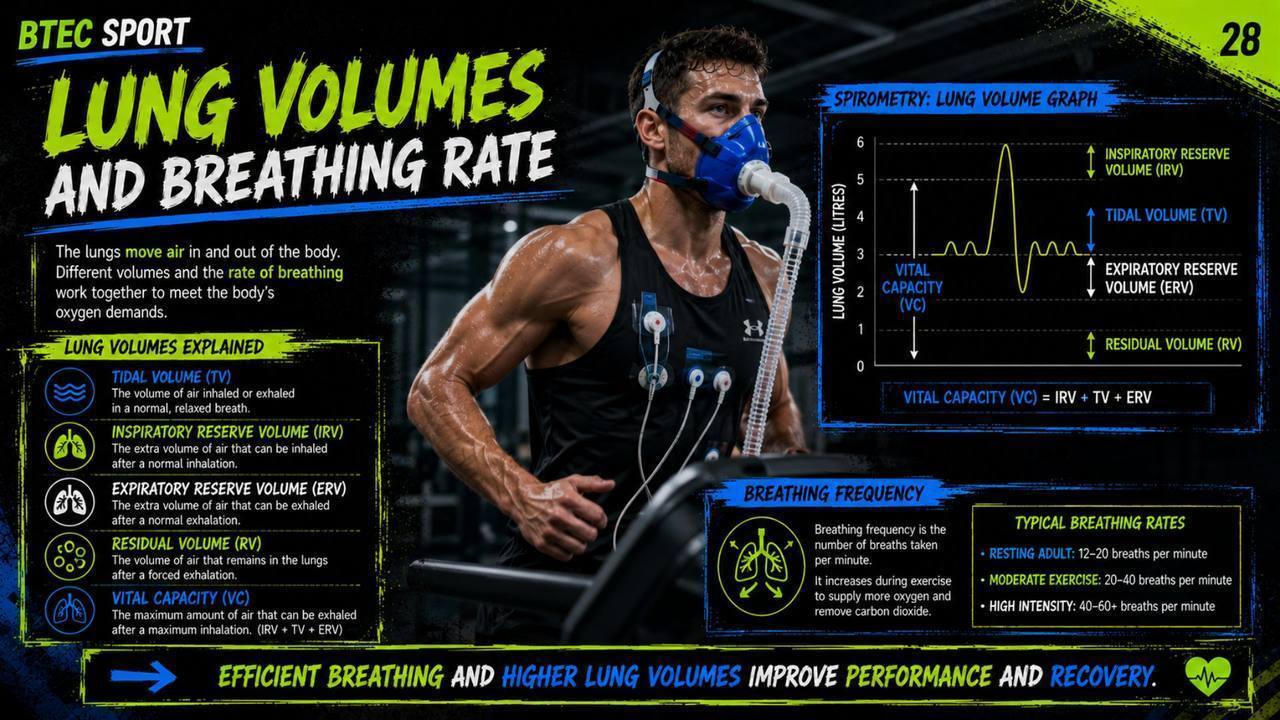 BTEC SPORT
28
LUNG VOLUMES
AND BREATHING RATE
The lungs move air in and out of the body.
Different volumes and the rate of breathing
work together to meet the body's
oxygen demands.
LUNG VOLUMES EXPLAINED
TIDAL VOLUME (TV)
The volume of air inhaled or exhaled
in a normal, relaxed breath.
INSPIRATORY RESERVE VOLUME (IRV)
The extra volume of air that can be inhaled
after a normal inhalation.
EXPIRATORY RESERVE VOLUME (ERV)
The extra volume of air that can be exhaled
after a normal exhalation.
RESIDUAL VOLUME (RV)
The volume of air that remains in the lungs
after a forced exhalation.
VITAL CAPACITY (VC)
The maximum amount of air that can be exhaled
after a maximum inhalation. (IRV + TV + ERV)
SPIROMETRY: LUNG VOLUME GRAPH
LUNG VOLUME (LITRES)
6
5
4
3
2
1
0
VITAL
CAPACITY
(VC)
INSPIRATORY RESERVE
VOLUME (IRV)
TIDAL VOLUME (TV)
EXPIRATORY RESERVE
VOLUME (ERV)
RESIDUAL VOLUME (RV)
VITAL CAPACITY (VC) = IRV + TV + ERV
BREATHING FREQUENCY
Breathing frequency is the
number of breaths taken
per minute.
It increases during exercise
to supply more oxygen and
remove carbon dioxide.
TYPICAL BREATHING RATES
• RESTING ADULT: 12–20 breaths per minute
• MODERATE EXERCISE: 20–40 breaths per minute
• HIGH INTENSITY: 40–60+ breaths per minute
EFFICIENT BREATHING AND HIGHER LUNG VOLUMES IMPROVE PERFORMANCE AND RECOVERY.